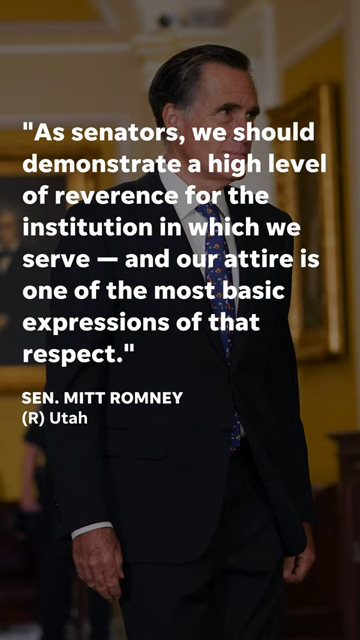 "As senators, we should
demonstrate a high level
of reverence for the
institution in which we
serve — and our attire is
one of the most basic
expressions of that
respect."
SEN. MITT ROMNEY
(R) Utah